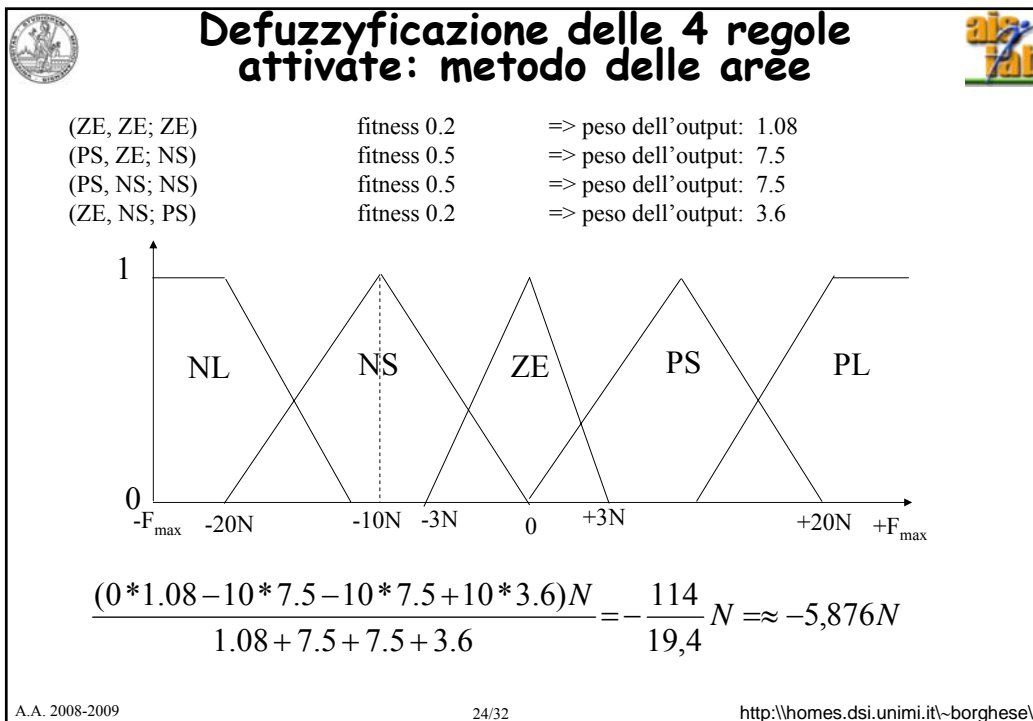 Defuzzyficazione delle 4 regole
attivate: metodo delle aree
(ZE, ZE; ZE) fitness 0.2 => peso dell'output: 1.08
(PS, ZE; NS) fitness 0.5 => peso dell'output: 7.5
(PS, NS; NS) fitness 0.5 => peso dell'output: 7.5
(ZE, NS; PS) fitness 0.2 => peso dell'output: 3.6
1
NL NS ZE PS PL
0
-Fmax -20N -10N -3N 0 +3N +20N +Fmax
(0*1.08−10*7.5−10*7.5+10*3.6)N
1.08+7.5+7.5+3.6
=− 114
19,4
N =≈ −5,876N
A.A. 2008-2009 24/32 http:\\homes.dsi.unimi.it\~borghese\